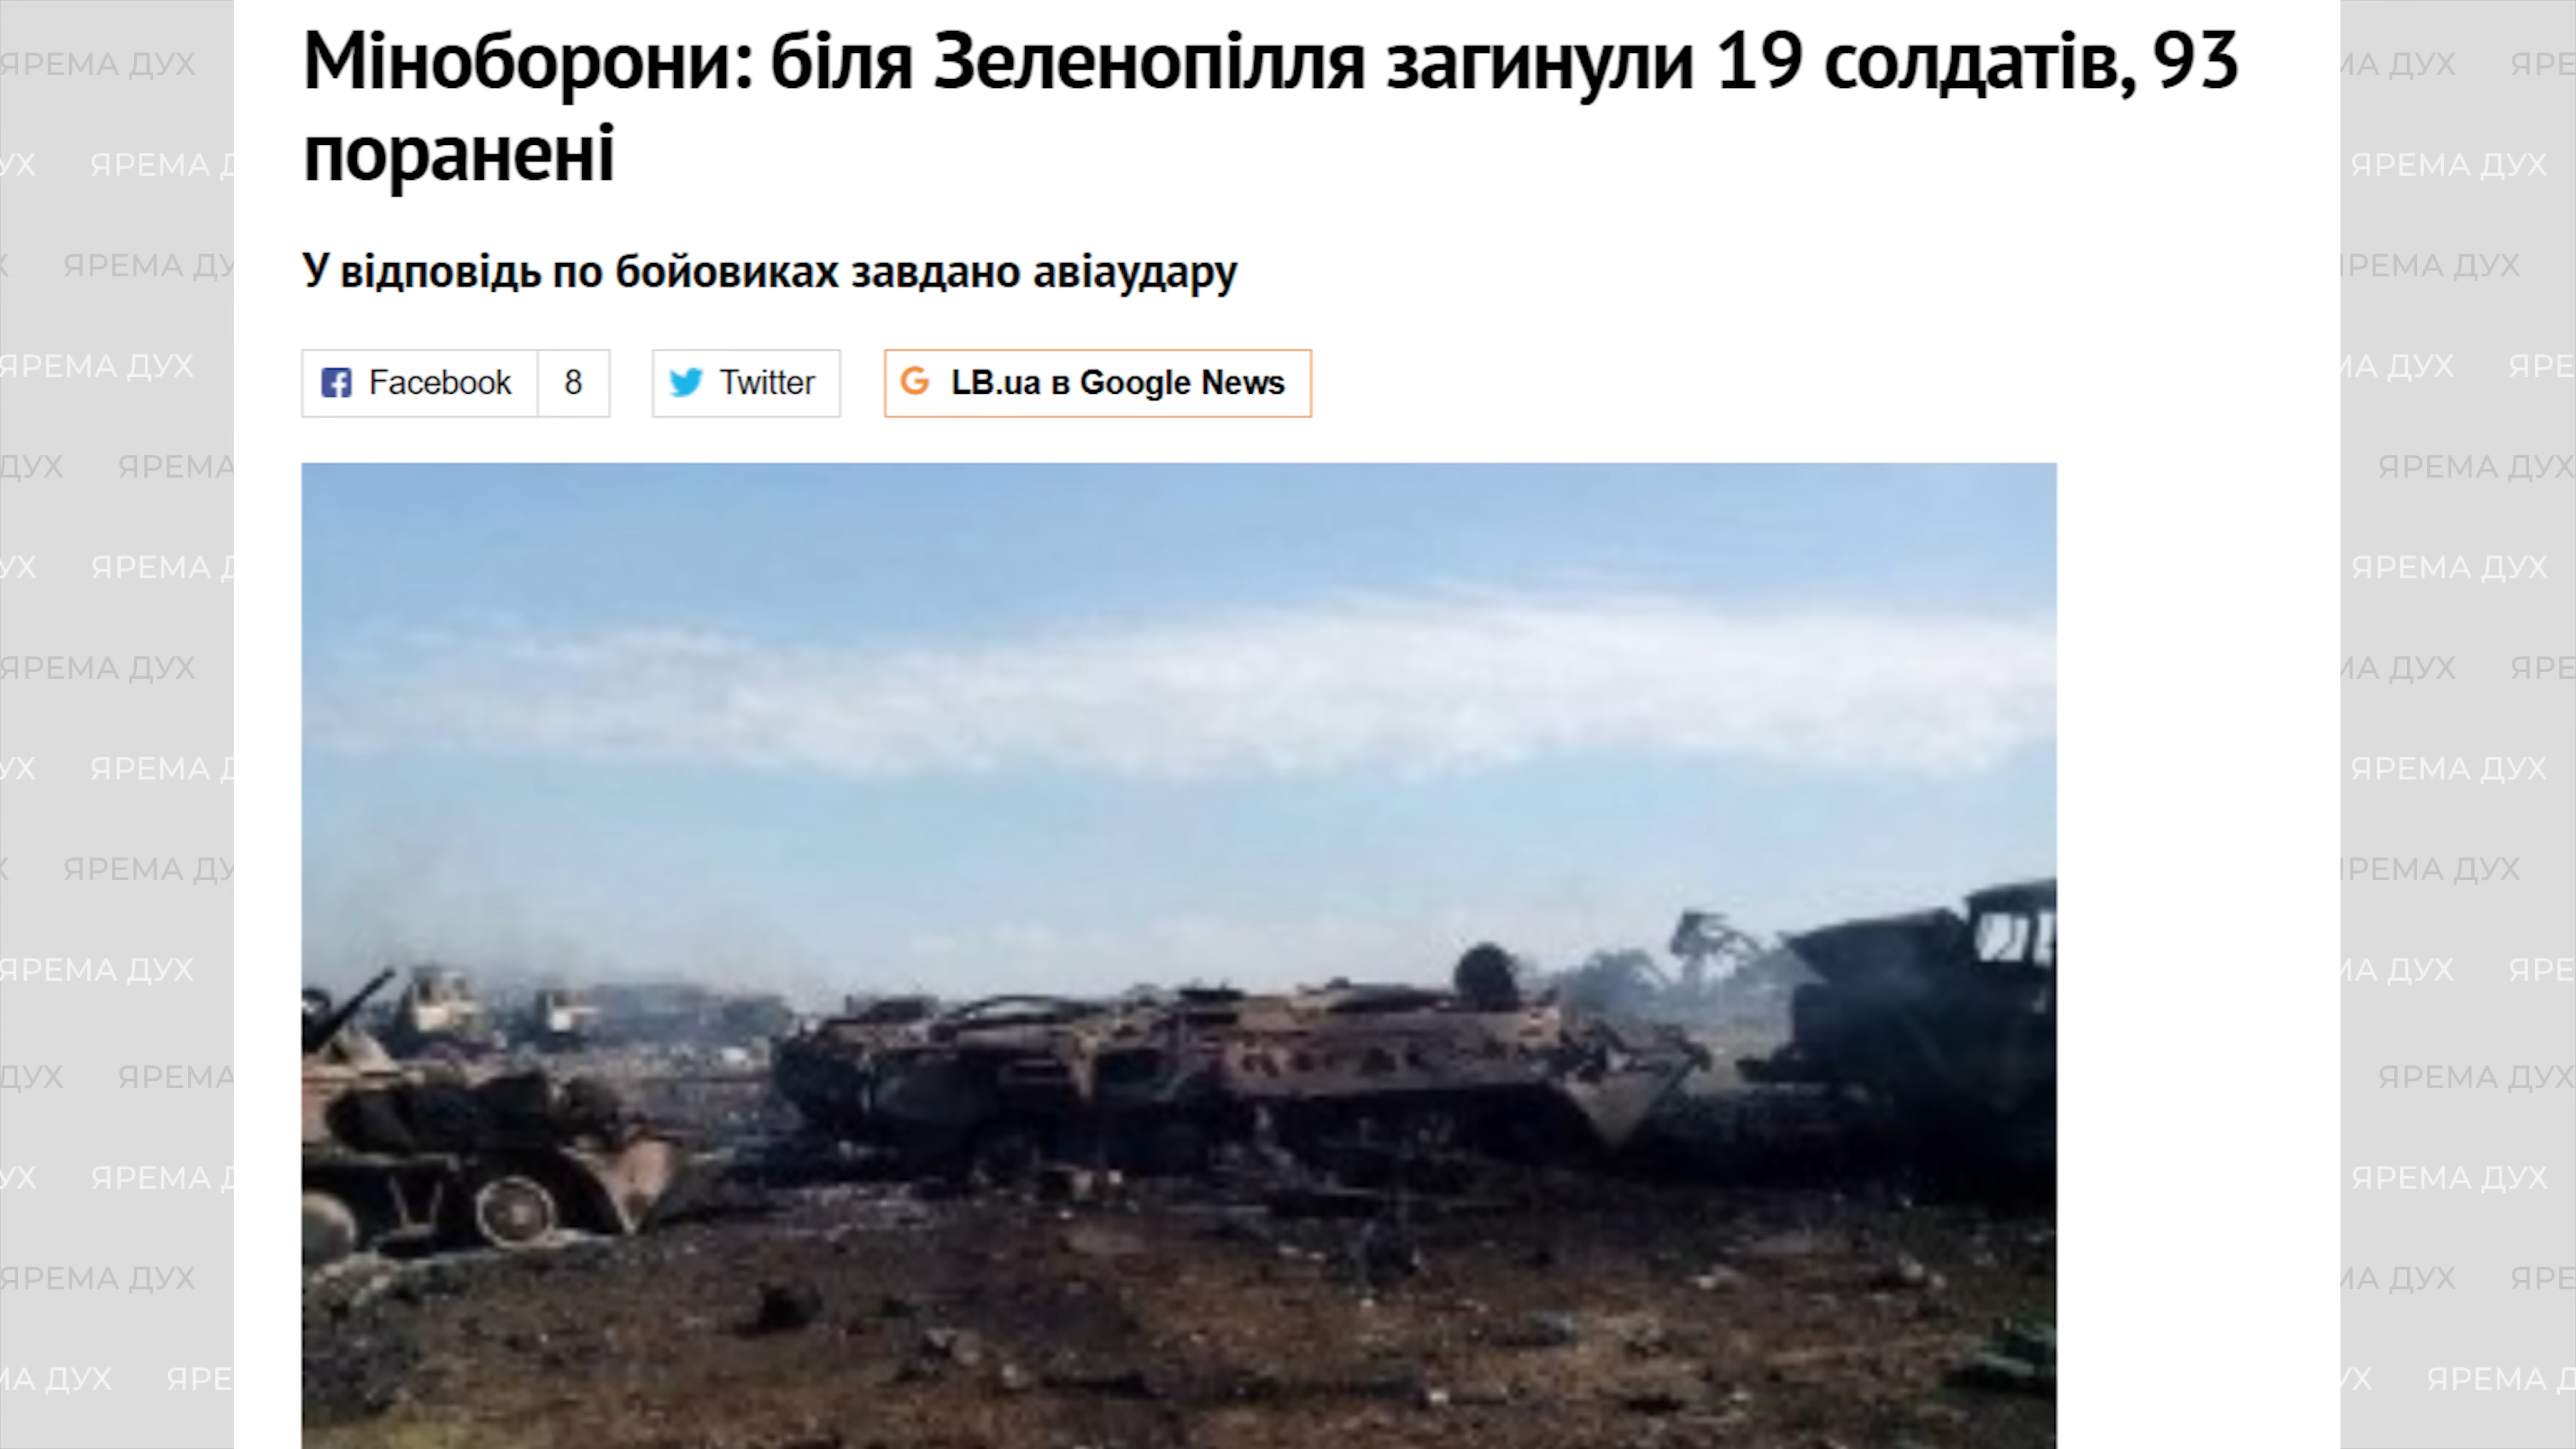 Міноборони: біля Зеленопілля загинули 19 солдатів, 93
поранені
У відповідь по бойовиках завдано авіаудару
Facebook 8 Twitter LB.ua в Google News
ЯРЕМА ДУХ